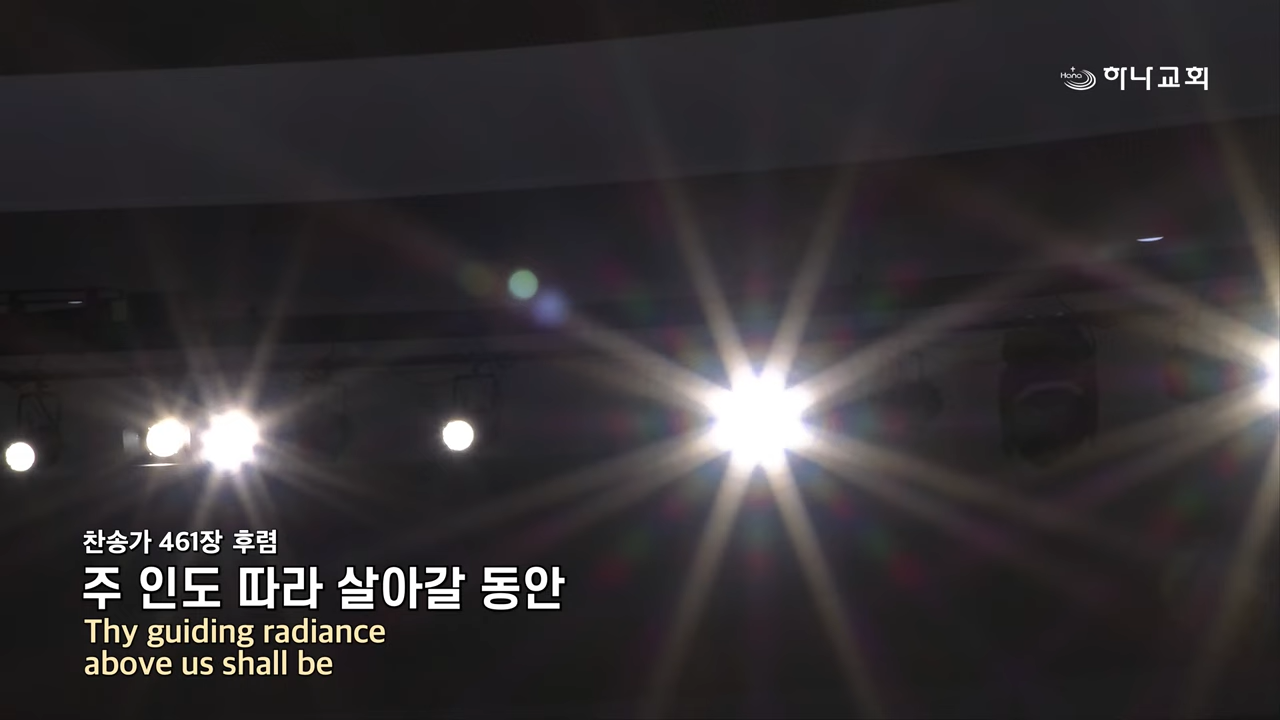 Hana 하나교회
찬송가 461장 후렴
주 인도 따라 살아갈 동안
Thy guiding radiance
above us shall be